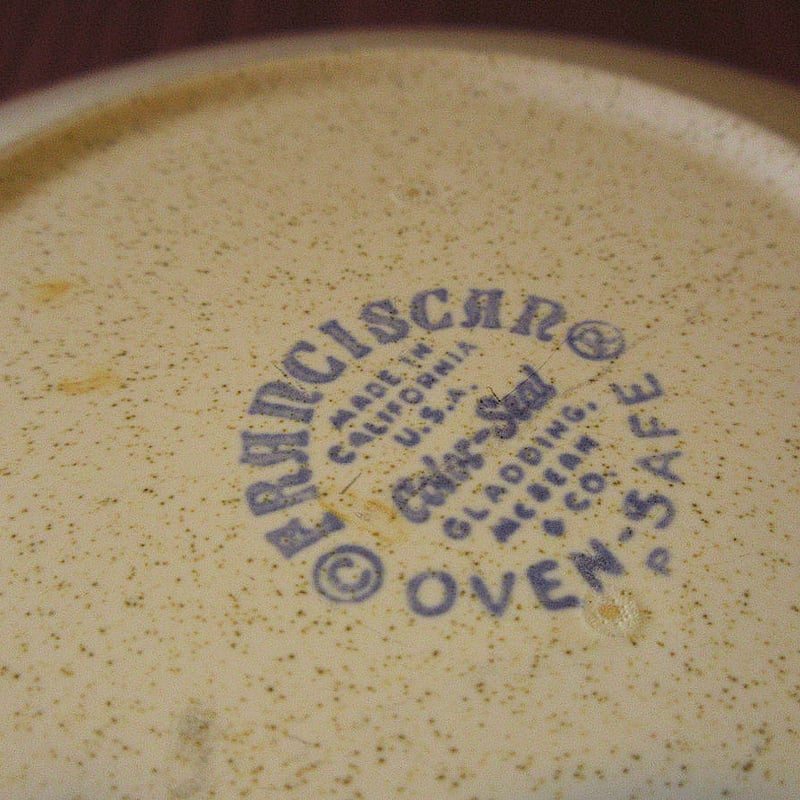 © FRANCISCAN ®
MADE IN
CALIFORNIA
U.S.A.
Color-Seal
GLADDING,
McBEAN
& CO.
OVEN-SAFE
P